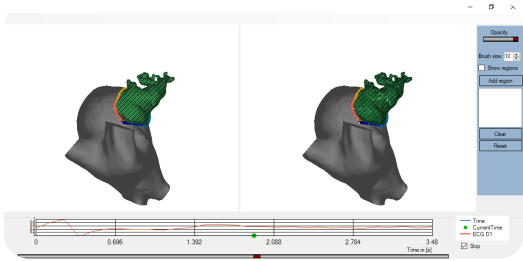 Opacity
Brush size: 10
Show regions
Add region
Clear
Reset
0 0.696 1.392 2.088 2.784 3.48
Time in [s]
Time
CurrentTime
ECG D1
Stop